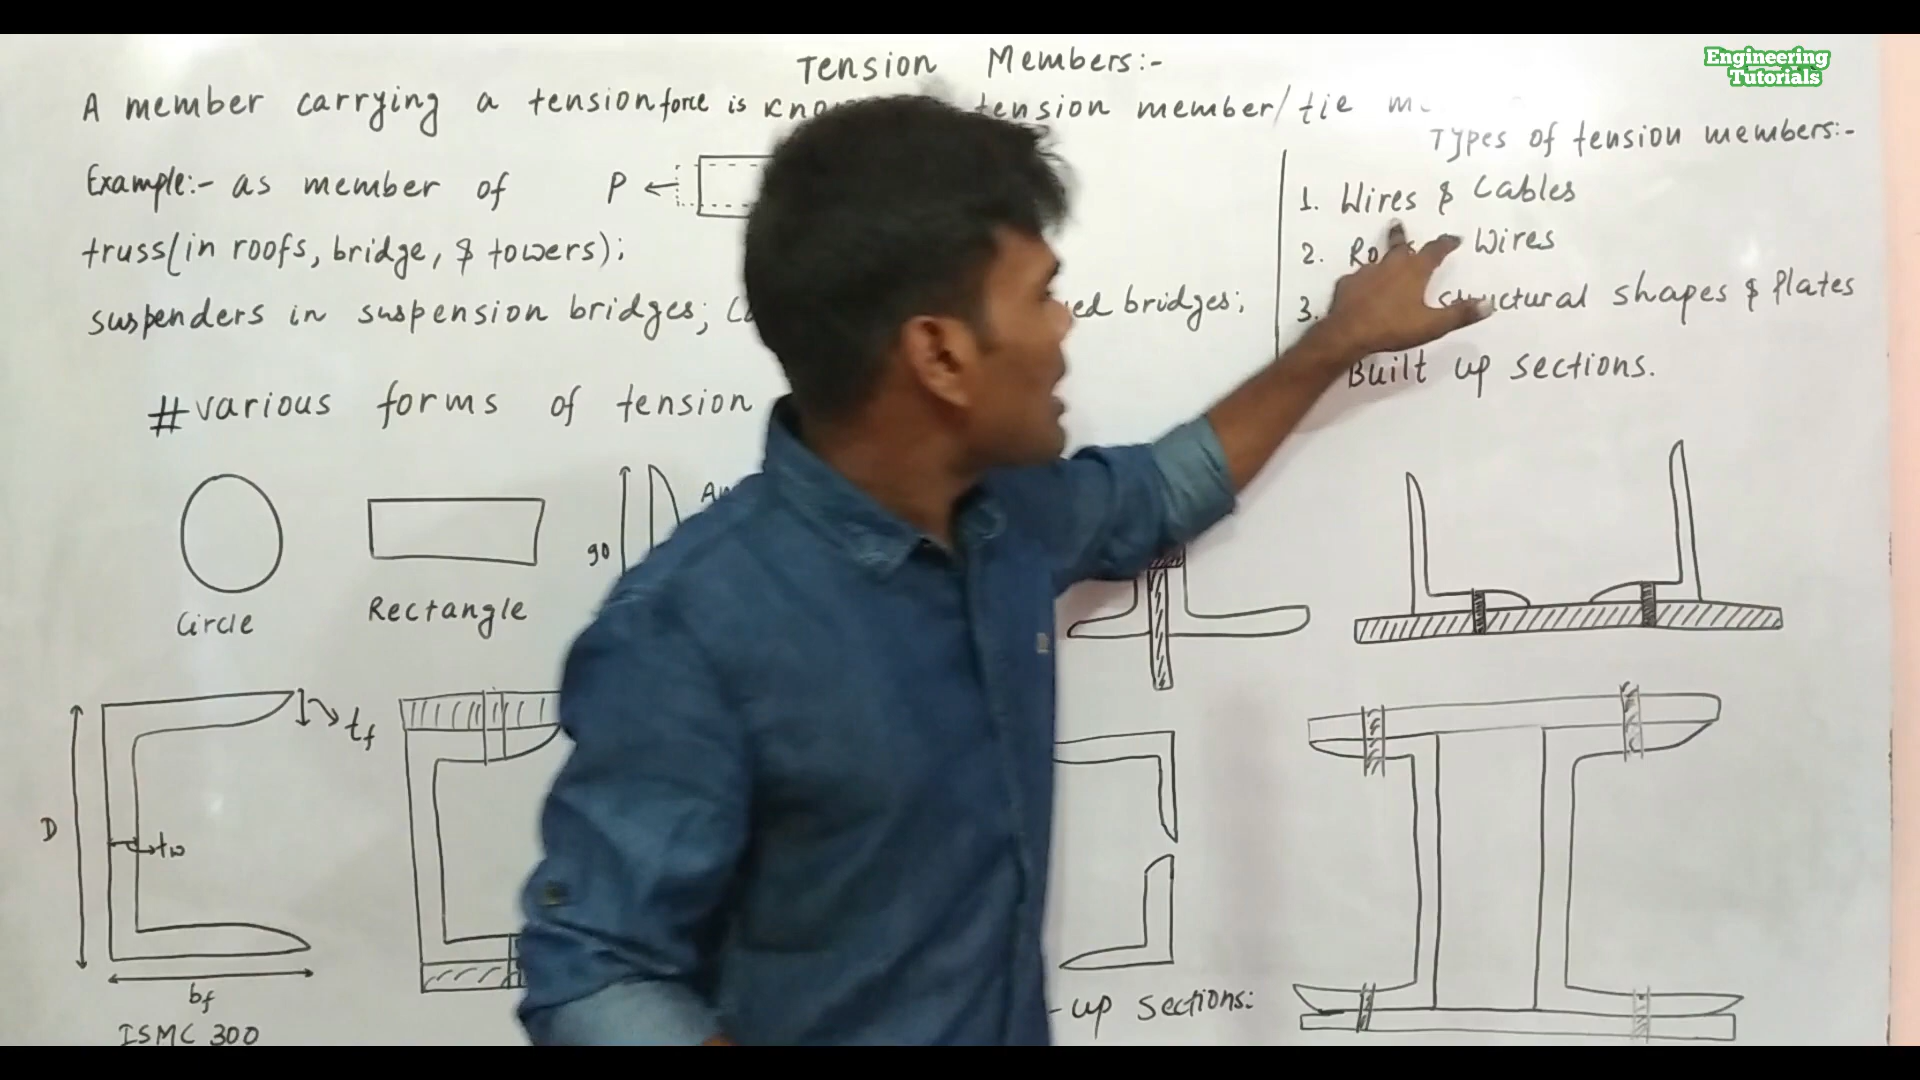 Engineering
Tutorials
Tension Members:-
A member carrying a tension force is tension member/tie
Types of tension members:-
Example:- as member of P
truss(in roofs, bridge, & towers);
suspenders in suspension bridges; bridges;
1. Wires & Cables
2. Wires
3. structural shapes & Plates
Built up sections.
#various forms of tension
90
Circle
Rectangle
tf
D
tw
bf
ISMC 300
-up sections: